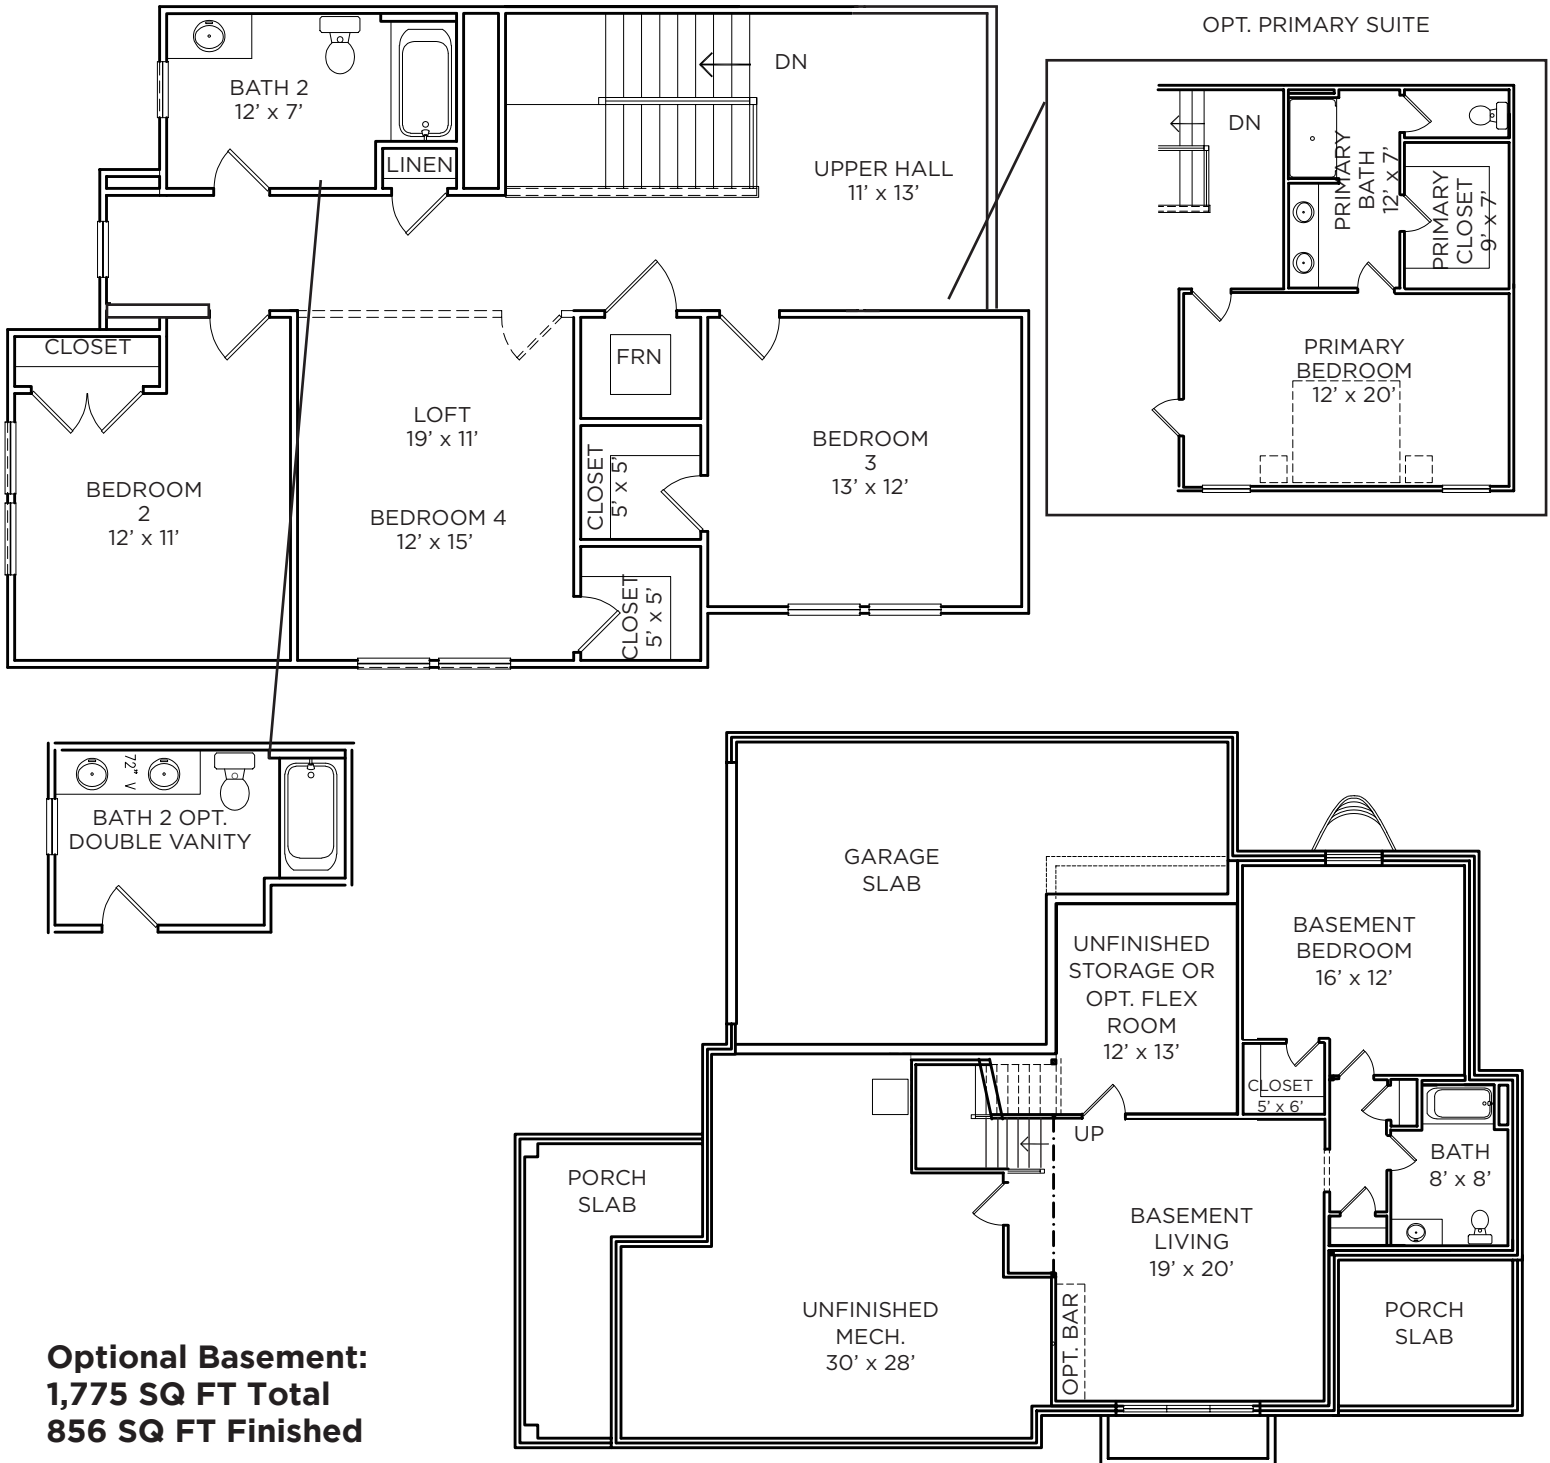 OPT. PRIMARY SUITE
DN
BATH 2
12’ x 7’
LINEN
UPPER HALL
11’ x 13’
DN
PRIMARY
BATH
12’ x 7’
PRIMARY
CLOSET
9’ x 7’
PRIMARY
BEDROOM
12’ x 20’
CLOSET
FRN
LOFT
19’ x 11’
BEDROOM
3
13’ x 12’
CLOSET
5’ x 5’
BEDROOM
2
12’ x 11’
BEDROOM 4
12’ x 15’
CLOSET
5’ x 5’
72” V
BATH 2 OPT.
DOUBLE VANITY
GARAGE
SLAB
UNFINISHED
STORAGE OR
OPT. FLEX
ROOM
12’ x 13’
BASEMENT
BEDROOM
16’ x 12’
CLOSET
5’ x 6’
UP
BATH
8’ x 8’
PORCH
SLAB
BASEMENT
LIVING
19’ x 20’
UNFINISHED
MECH.
30’ x 28’
OPT. BAR
PORCH
SLAB
Optional Basement:
1,775 SQ FT Total
856 SQ FT Finished